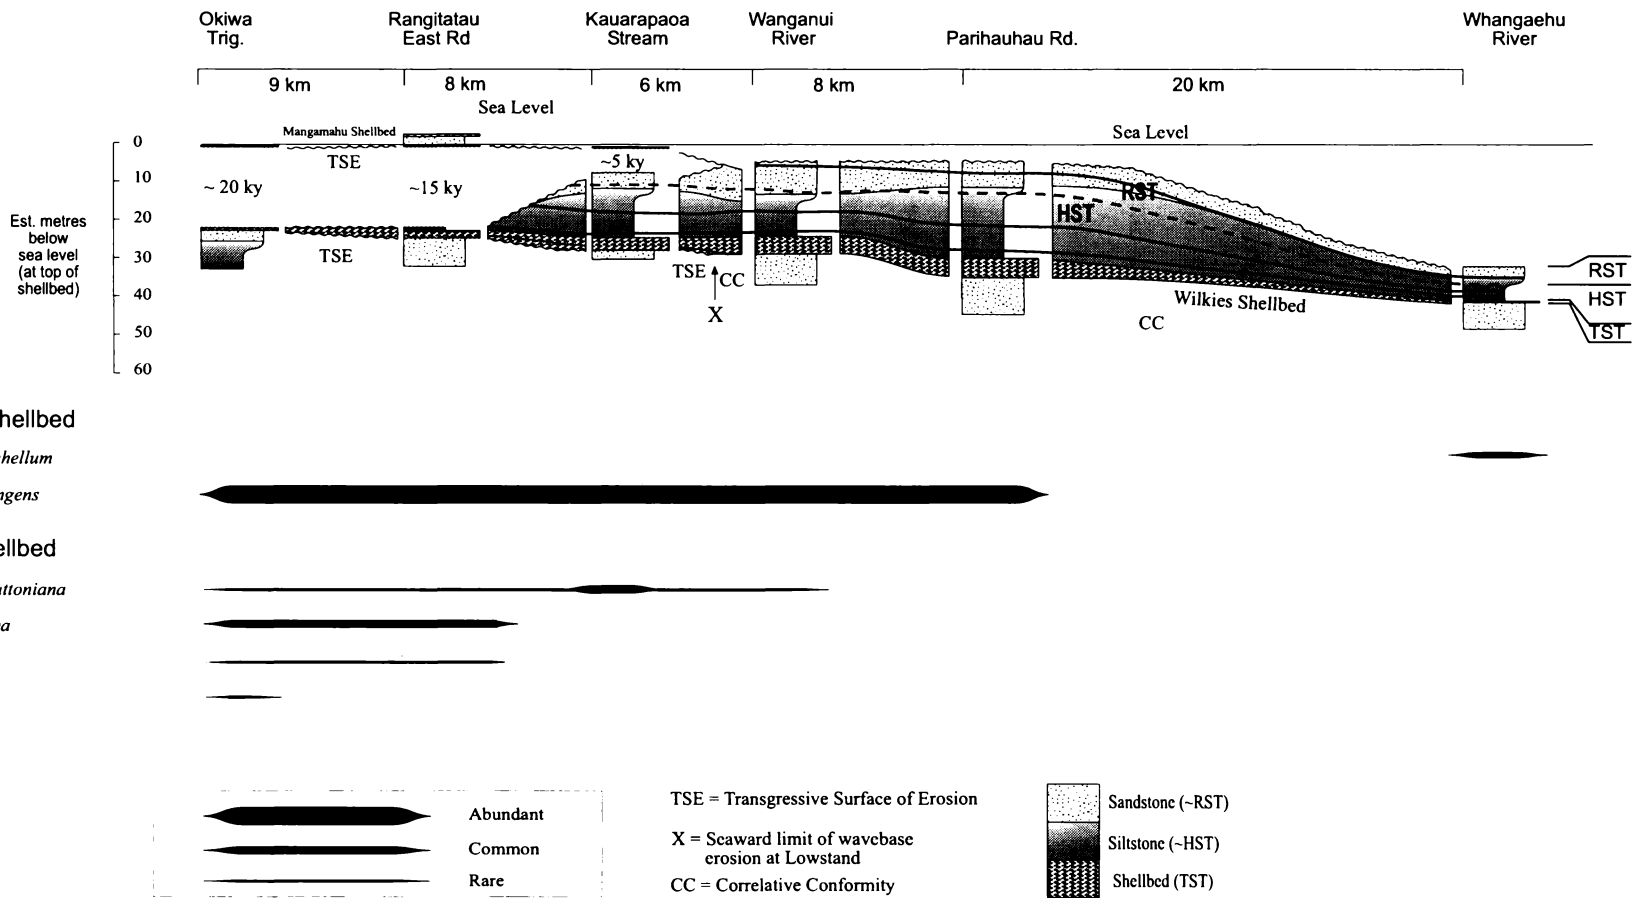 Okiwa
Trig.
Rangitatau
East Rd
Kauarapaoa
Stream
Wanganui
River
Parihauhau Rd.
Whangaehu
River
9 km
8 km
6 km
8 km
20 km
Sea Level
Sea Level
Mangamahu Shellbed
TSE
~ 20 ky
~15 ky
~5 ky
Est. metres
below
sea level
(at top of
shellbed)
0
10
20
30
40
50
60
TSE
TSE
CC
X
RST
HST
Wilkies Shellbed
CC
RST
HST
TST
hellbed
hellum
ngens
ellbed
uttoniana
a
Abundant
Common
Rare
TSE = Transgressive Surface of Erosion
X = Seaward limit of wavebase
erosion at Lowstand
CC = Correlative Conformity
Sandstone (~RST)
Siltstone (~HST)
Shellbed (TST)